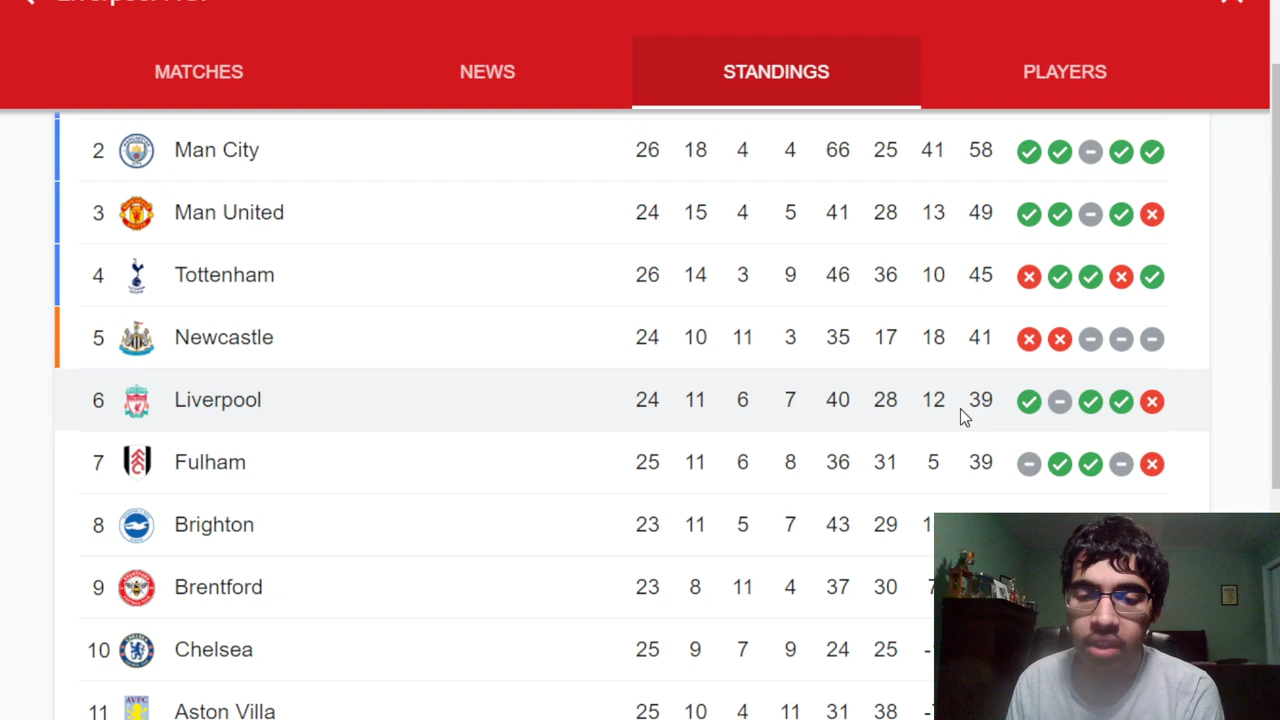 MATCHES NEWS STANDINGS PLAYERS
2 Man City 26 18 4 4 66 25 41 58
3 Man United 24 15 4 5 41 28 13 49
4 Tottenham 26 14 3 9 46 36 10 45
5 Newcastle 24 10 11 3 35 17 18 41
6 Liverpool 24 11 6 7 40 28 12 39
7 Fulham 25 11 6 8 36 31 5 39
8 Brighton 23 11 5 7 43 29
9 Brentford 23 8 11 4 37 30
10 Chelsea 25 9 7 9 24 25
11 Aston Villa 25 10 4 11 31 38